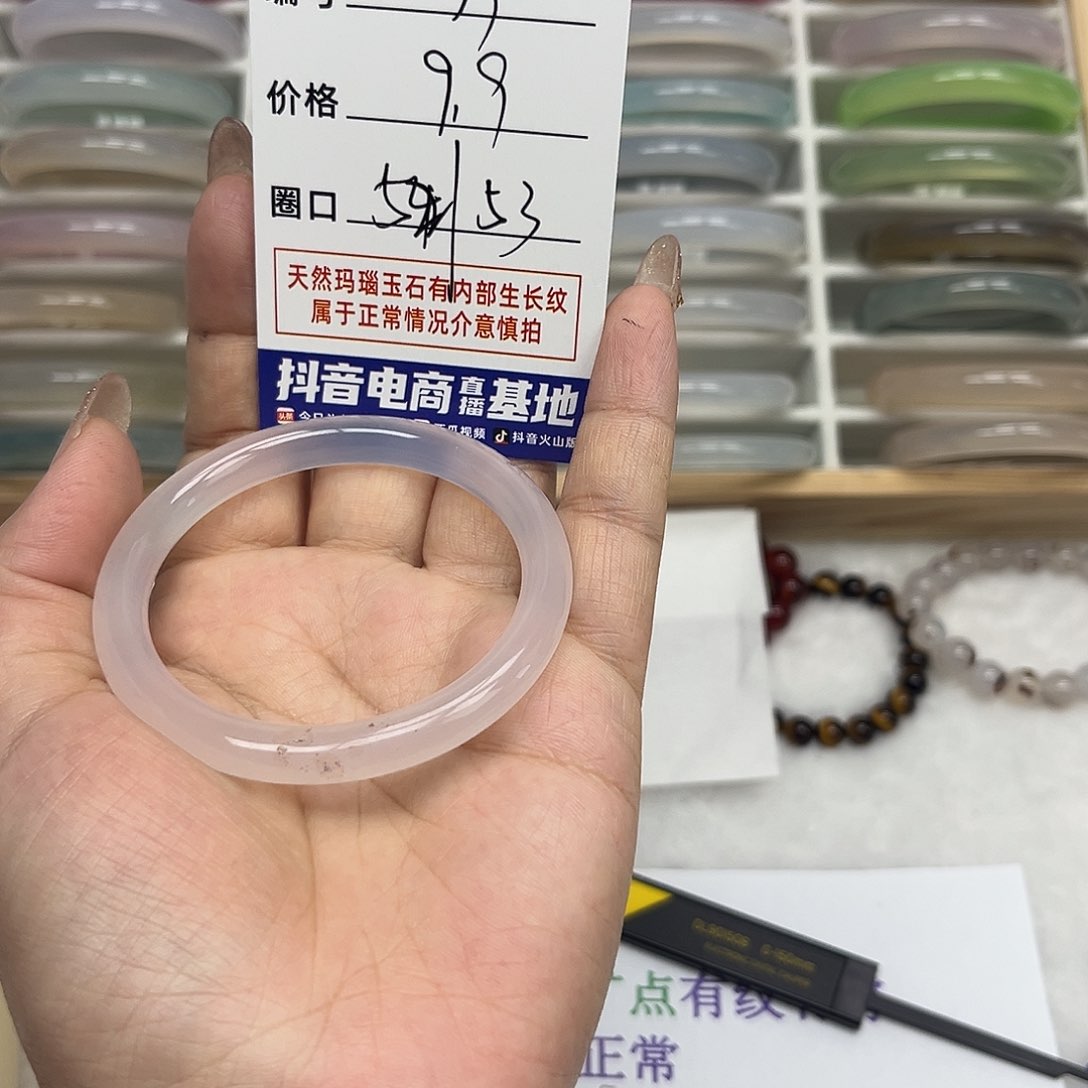 价格 9.9
圈口 53
天然玛瑙玉石有内部生长纹
属于正常情况介意慎拍
抖音电商直播基地
抖音火山版
点有纹
正常